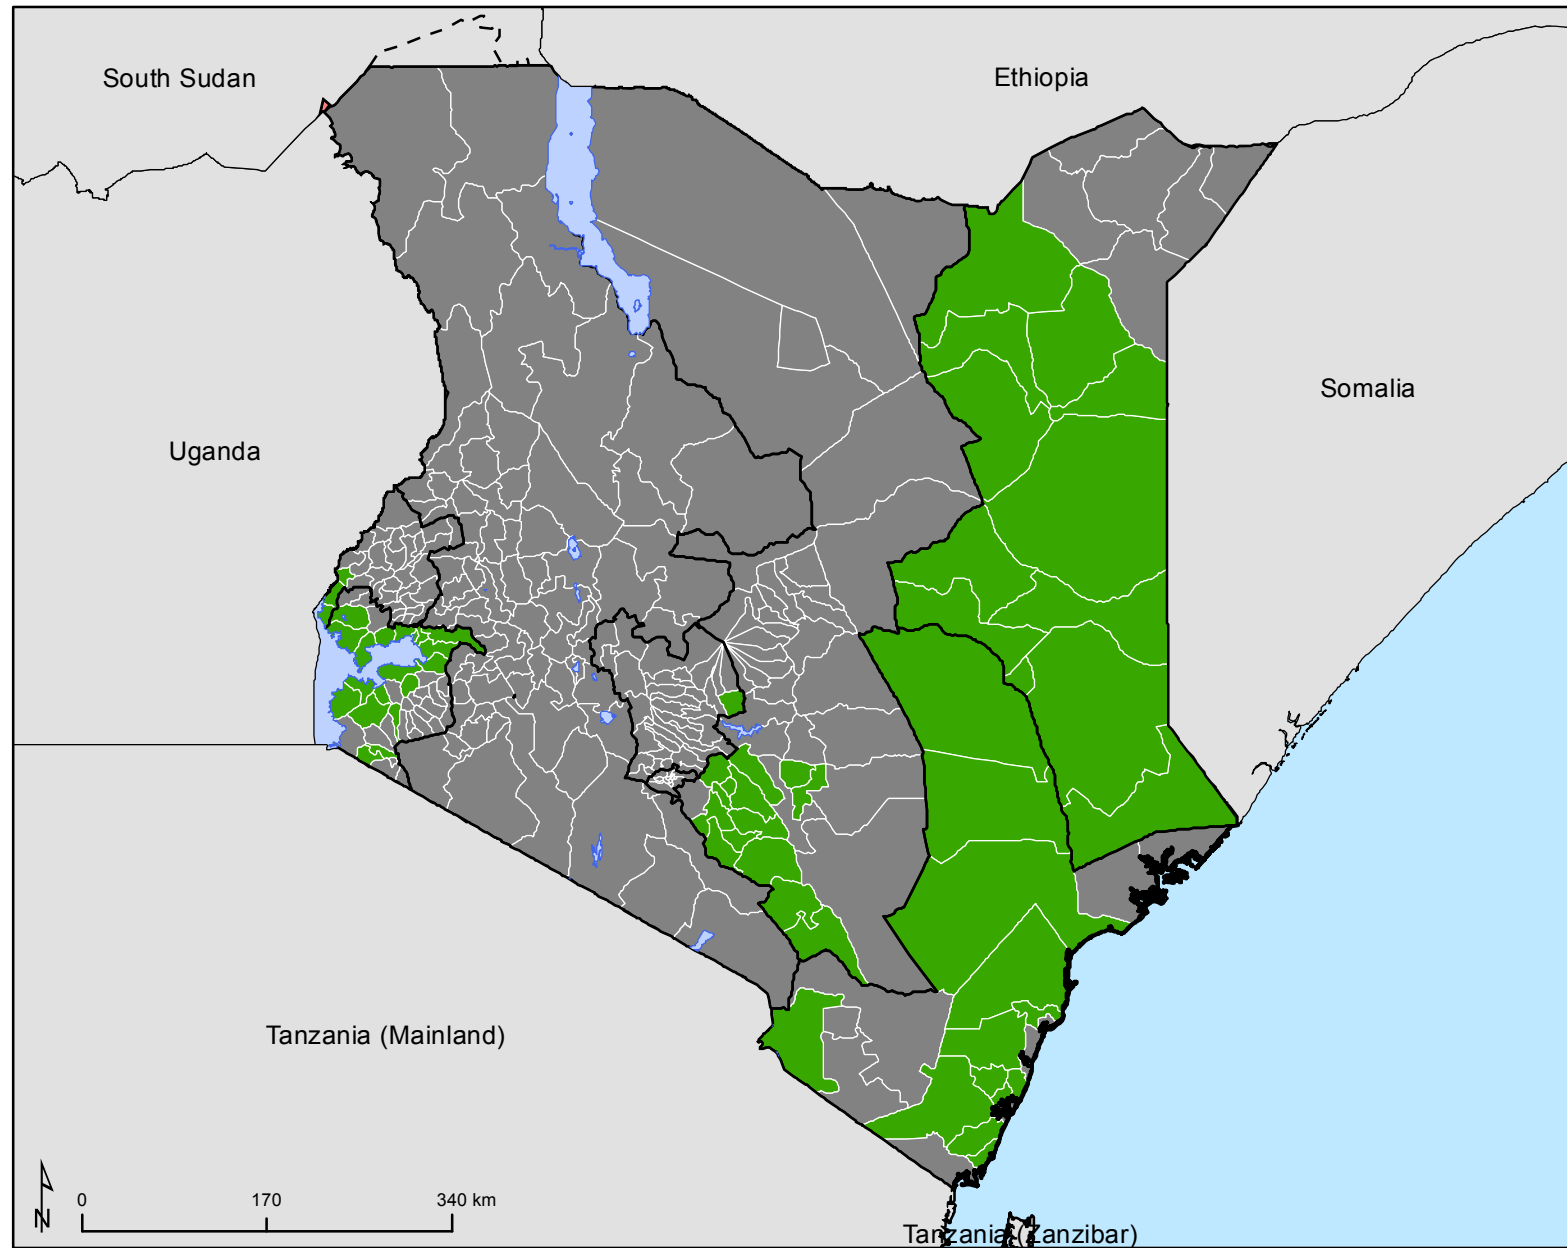 South Sudan
Ethiopia
Somalia
Uganda
Tanzania (Mainland)
N
0 170 340 km
Tanzania (Zanzibar)